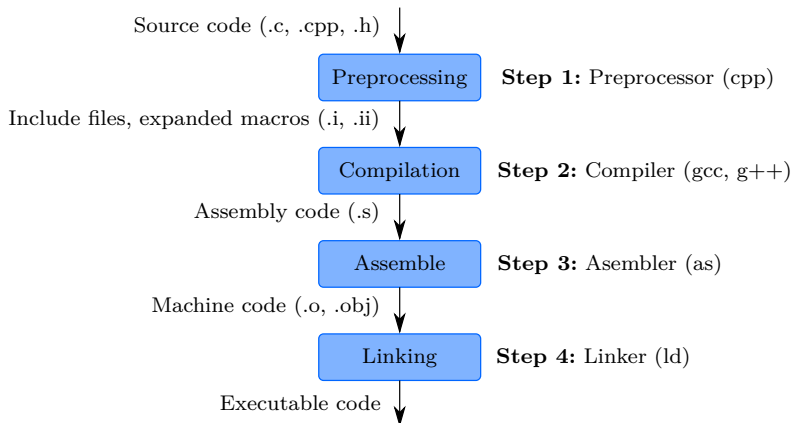 Source code (.c, .cpp, .h)
Preprocessing
Step 1: Preprocessor (cpp)
Include files, expanded macros (.i, .ii)
Compilation
Step 2: Compiler (gcc, g++)
Assembly code (.s)
Assemble
Step 3: Asembler (as)
Machine code (.o, .obj)
Linking
Step 4: Linker (ld)
Executable code